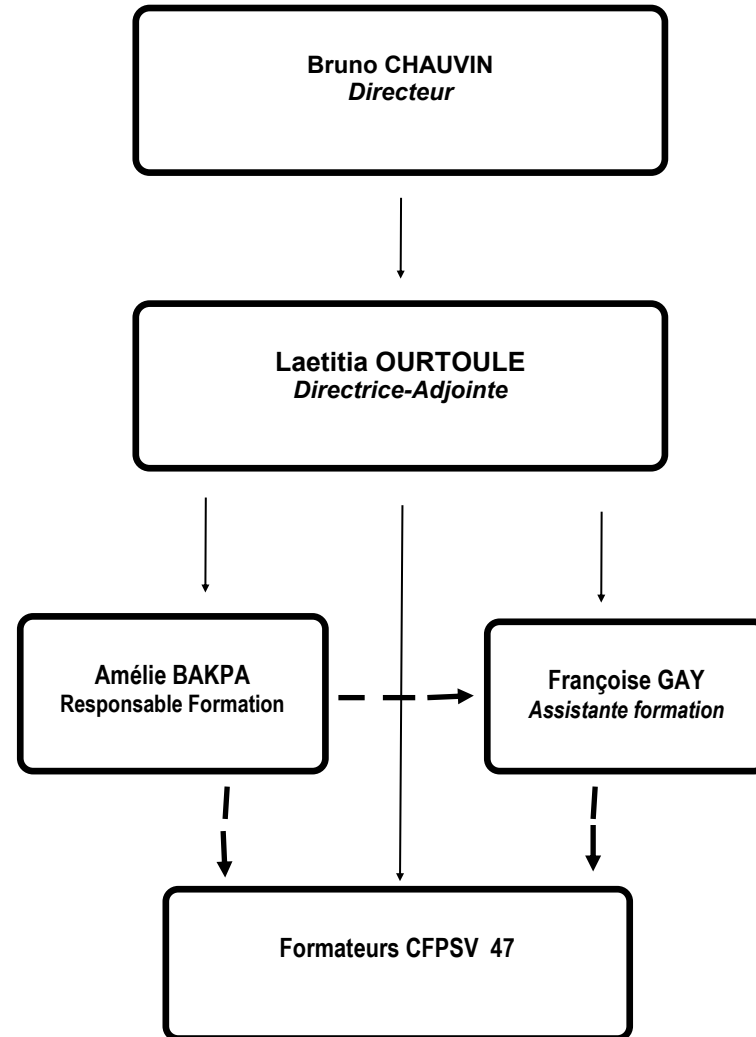 Bruno CHAUVIN
Directeur
Laetitia OURTOULE
Directrice-Adjointe
Amélie BAKPA
Responsable Formation
Françoise GAY
Assistante formation
Formateurs CFPSV 47